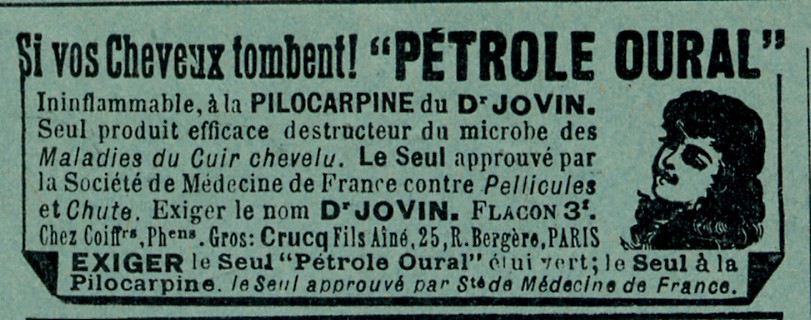 Si vos Cheveux tombent! “PÉTROLE OURAL”
Ininflammable, à la PILOCARPINE du Dr JOVIN.
Seul produit efficace destructeur du microbe des
Maladies du Cuir chevelu. Le Seul approuvé par
la Société de Médecine de France contre Pellicules
et Chute. Exiger le nom Dr JOVIN. FLACON 3f.
Chez Coiffrs, Phens. Gros: Crucq Fils Aîné, 25, R. Bergère, PARIS
EXIGER le Seul “Pétrole Oural” étui vert; le Seul à la
Pilocarpine. le Seul approuvé par Sté de Médecine de France.